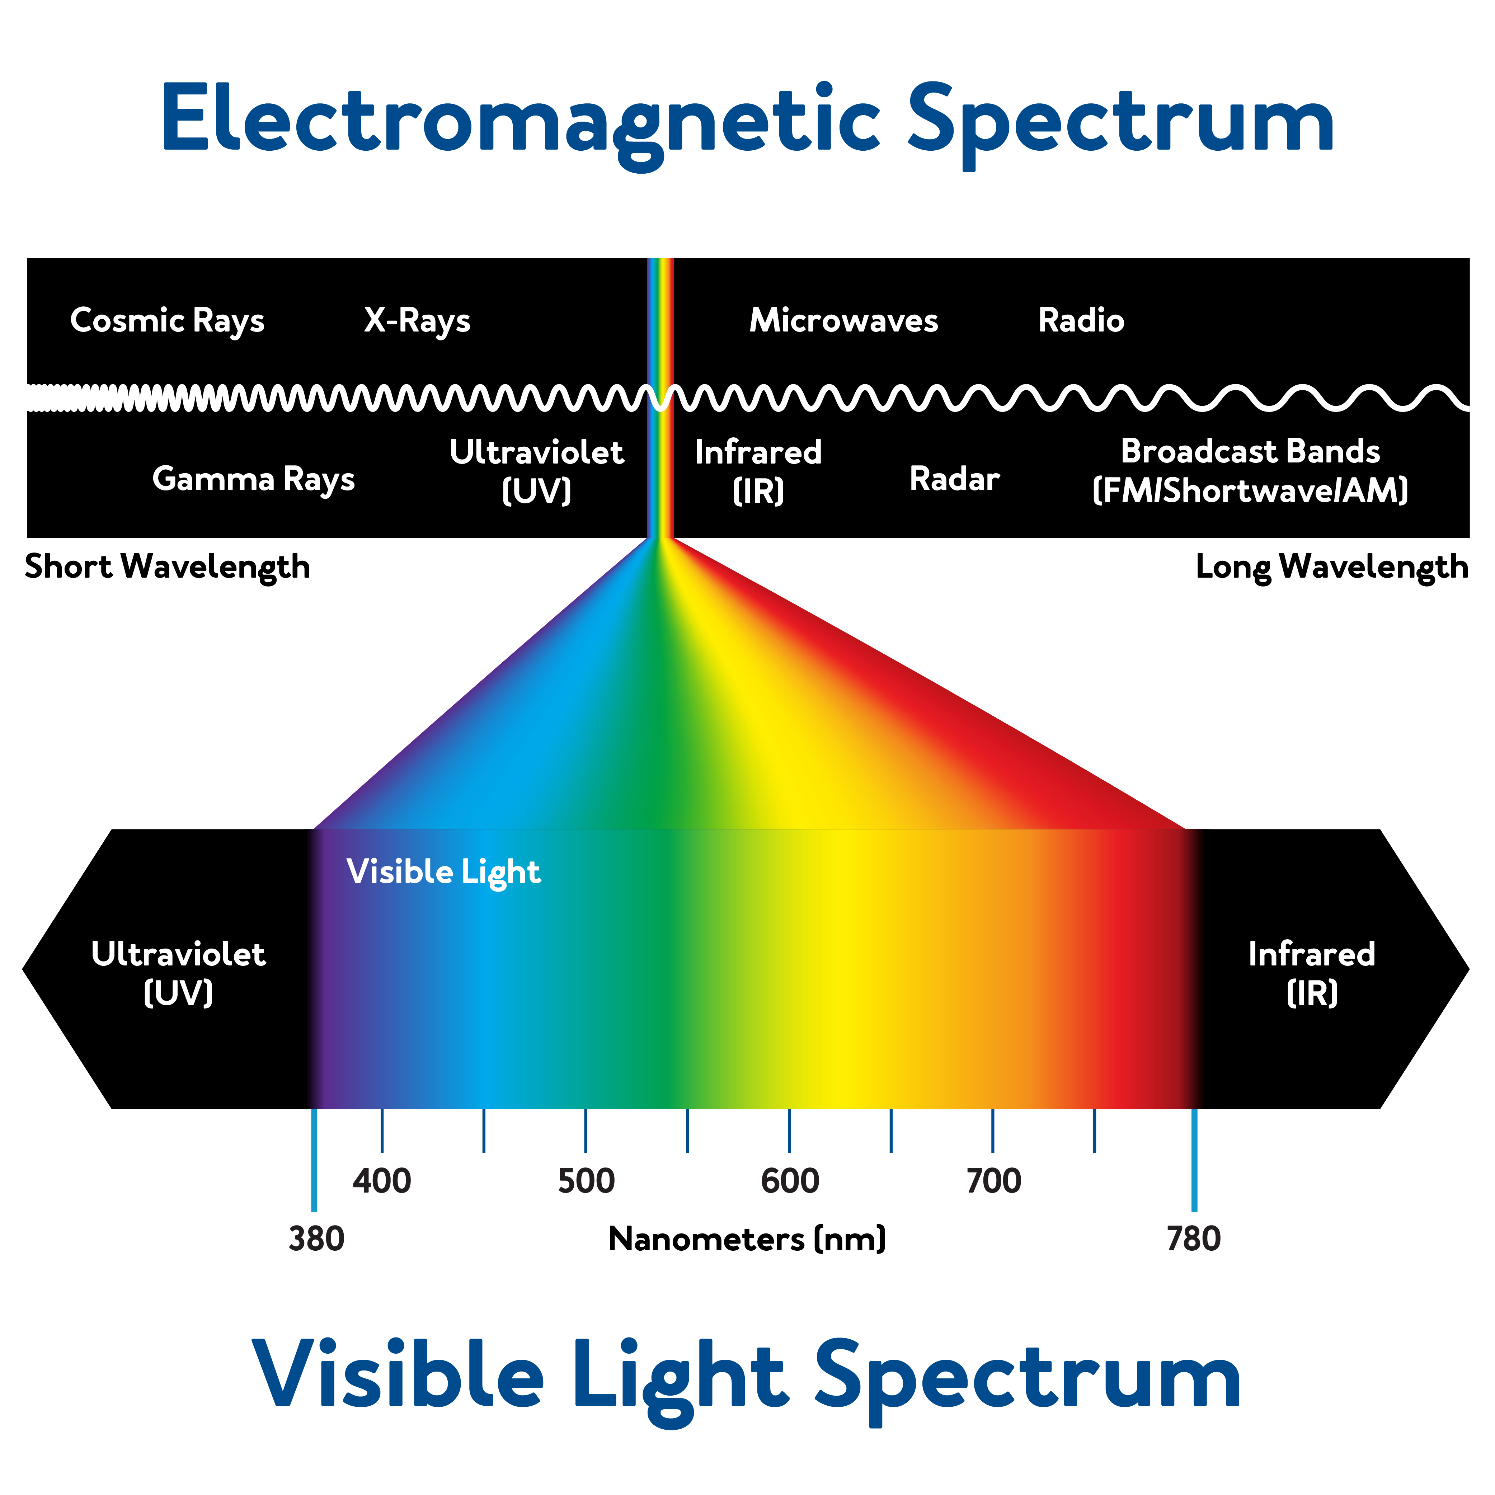 Electromagnetic Spectrum
Cosmic Rays
X-Rays
Microwaves
Radio
Gamma Rays
Ultraviolet
(UV)
Infrared
(IR)
Radar
Broadcast Bands
(FM/Shortwave/AM)
Short Wavelength
Long Wavelength
Visible Light
Ultraviolet
(UV)
Infrared
(IR)
400
500
600
700
380
Nanometers (nm)
780
Visible Light Spectrum